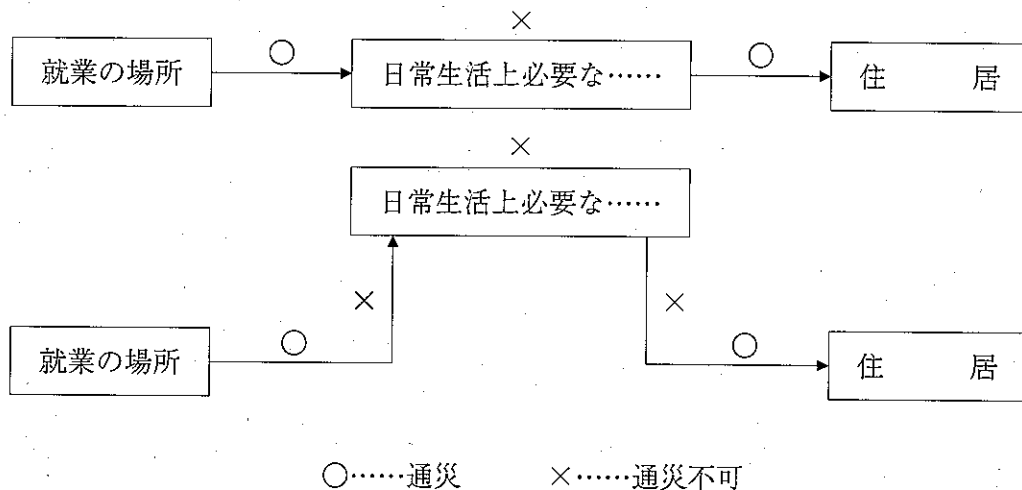 ×
就業の場所 ○ 日常生活上必要な…… ○ 住 居
×
日常生活上必要な……
× ×
就業の場所 ○ ○ 住 居
○……通災 ×……通災不可